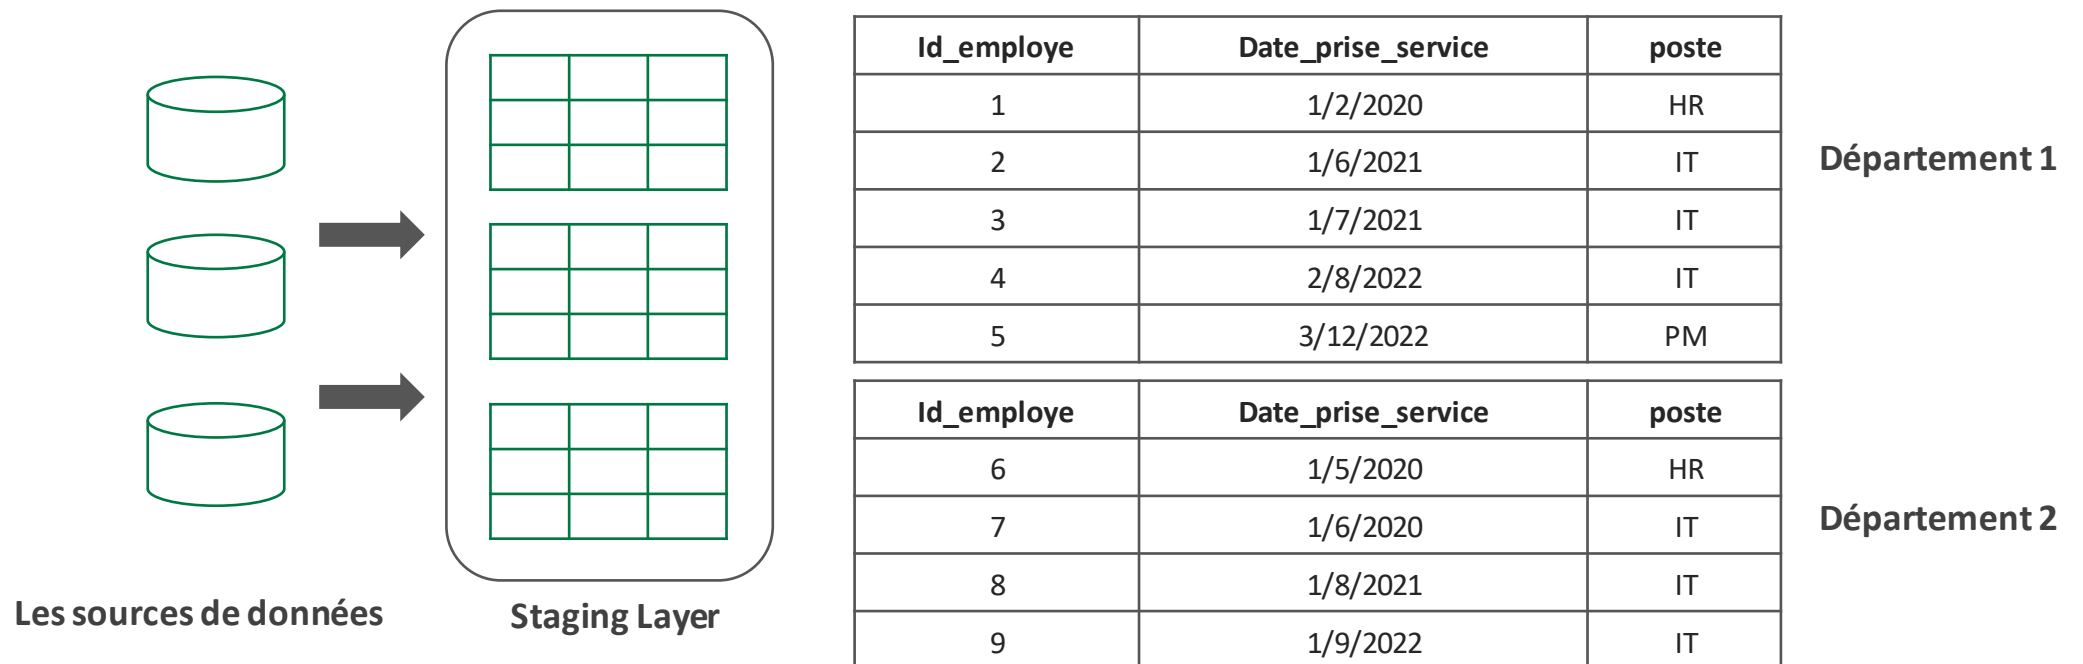 Les sources de données
Staging Layer
Id_employe Date_prise_service poste
1 1/2/2020 HR
2 1/6/2021 IT
3 1/7/2021 IT
4 2/8/2022 IT
5 3/12/2022 PM
Département 1
Id_employe Date_prise_service poste
6 1/5/2020 HR
7 1/6/2020 IT
8 1/8/2021 IT
9 1/9/2022 IT
Département 2